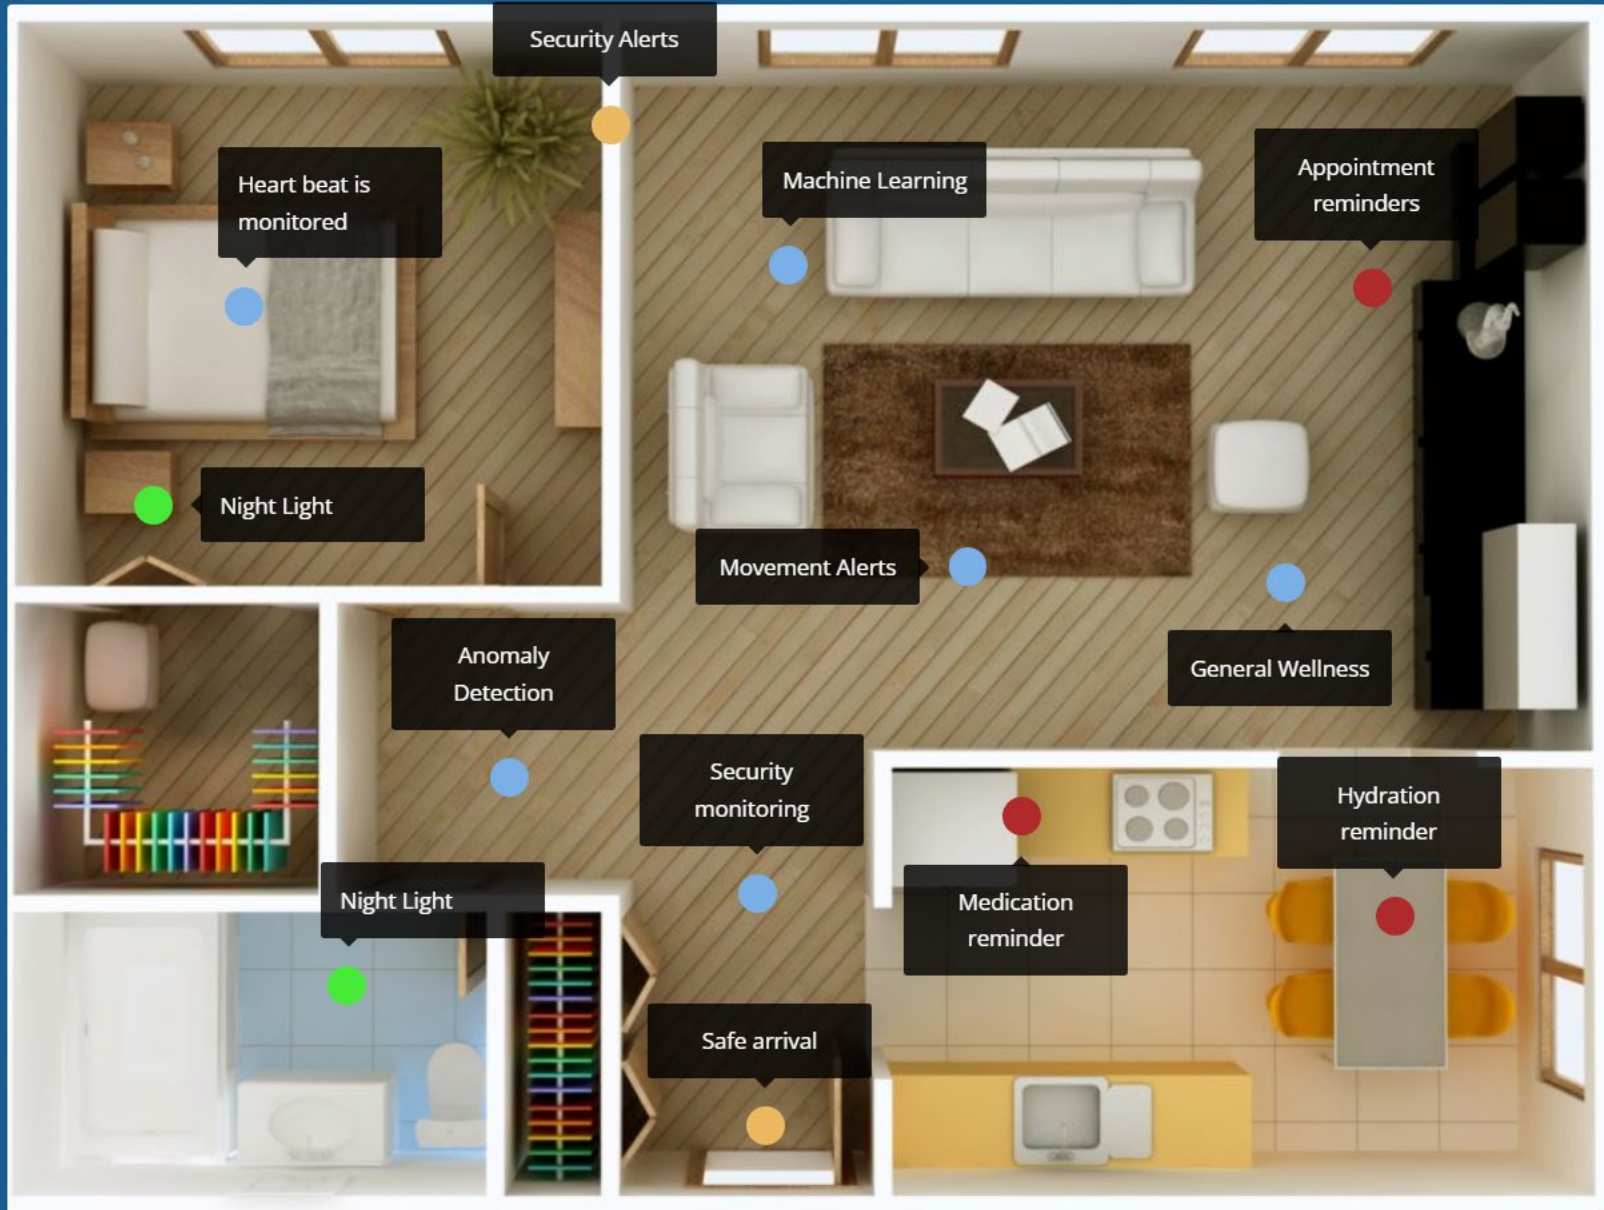 Security Alerts
Heart beat is
monitored
Machine Learning
Appointment
reminders
Night Light
Movement Alerts
Anomaly
Detection
General Wellness
Security
monitoring
Hydration
reminder
Night Light
Medication
reminder
Safe arrival